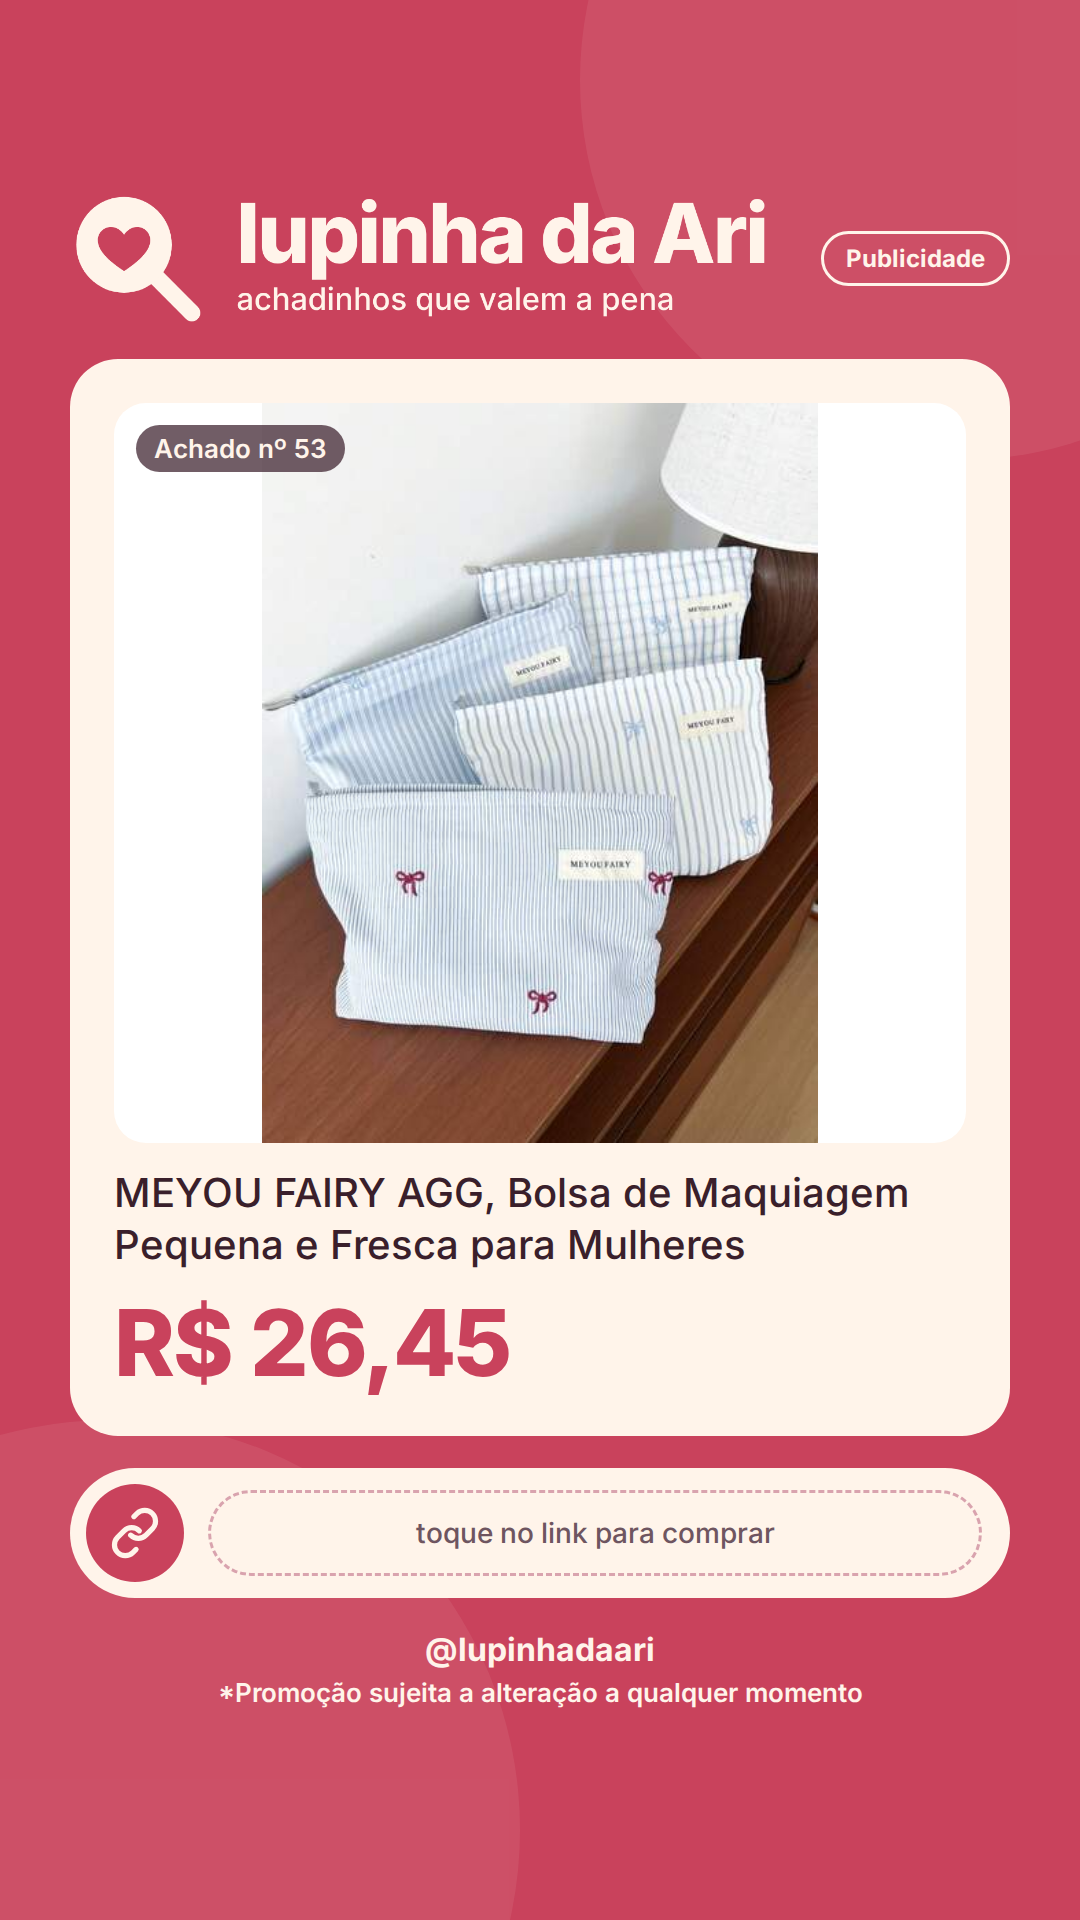 lupinha da Ari
achadinhos que valem a pena
Publicidade
Achado nº 53
MEYOU FAIRY
MEYOU FAIRY
MEYOU FAIRY
MEYOU FAIRY
MEYOU FAIRY AGG, Bolsa de Maquiagem
Pequena e Fresca para Mulheres
R$ 26,45
toque no link para comprar
@lupinhadaari
*Promoção sujeita a alteração a qualquer momento